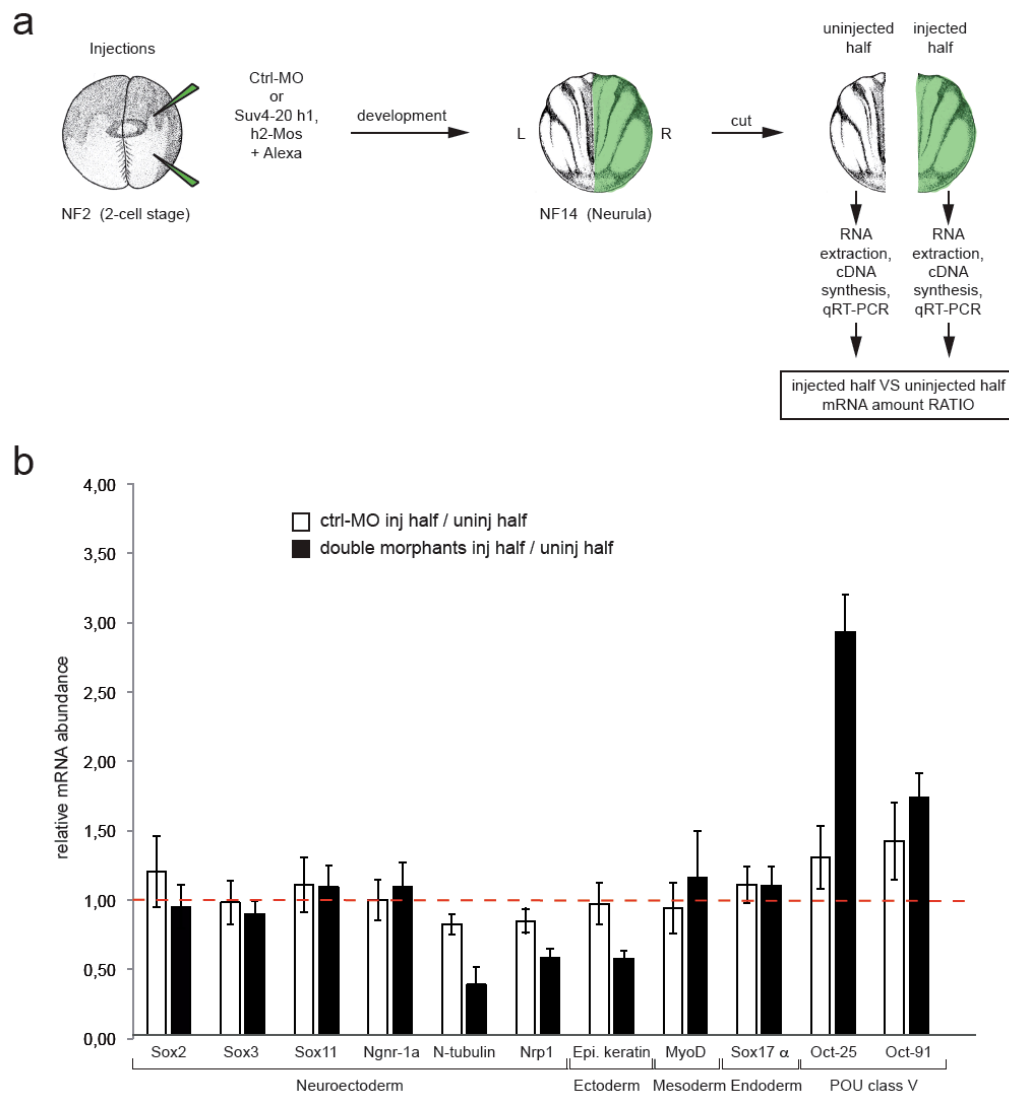 a
Injections
Ctrl-MO
or
Suv4-20 h1,
h2-Mos
+ Alexa
development
L
R
cut
uninjected
half
injected
half
NF2 (2-cell stage)
NF14 (Neurula)
RNA
extraction,
cDNA
synthesis,
qRT-PCR
RNA
extraction,
cDNA
synthesis,
qRT-PCR
injected half VS uninjected half
mRNA amount RATIO
b
relative mRNA abundance
4,00
3,50
3,00
2,50
2,00
1,50
1,00
0,50
0,00
ctrl-MO inj half / uninj half
double morphants inj half / uninj half
Sox2 Sox3 Sox11 Ngnr-1a N-tubulin Nrp1 Epi. keratin MyoD Sox17 α Oct-25 Oct-91
Neuroectoderm Ectoderm Mesoderm Endoderm POU class V